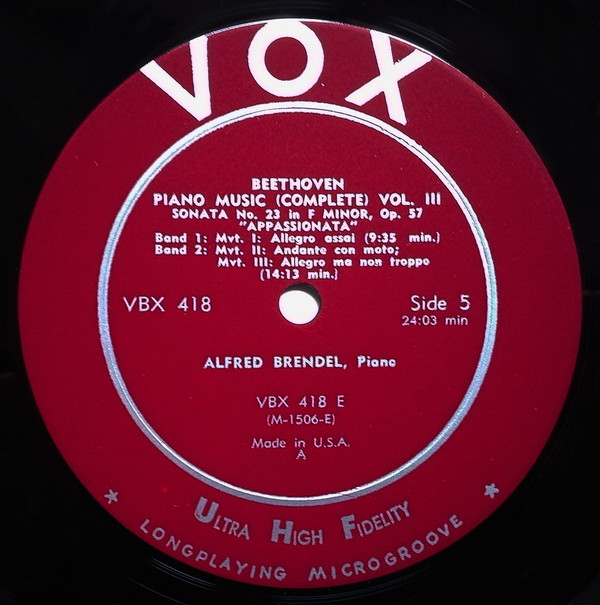 VOX
BEETHOVEN
PIANO MUSIC (COMPLETE) VOL. III
SONATA No. 23 in F MINOR, Op. 57
"APPASSIONATA"
Band 1: Mvt. I: Allegro assai (9:35 min.)
Band 2: Mvt. II: Andante con moto;
Mvt. III: Allegro ma non troppo
(14:13 min.)
VBX 418
Side 5
24:03 min
ALFRED BRENDEL, Piano
VBX 418 E
(M-1506-E)
Made in U.S.A.
A
ULTRA HIGH FIDELITY
* LONGPLAYING MICROGROOVE *